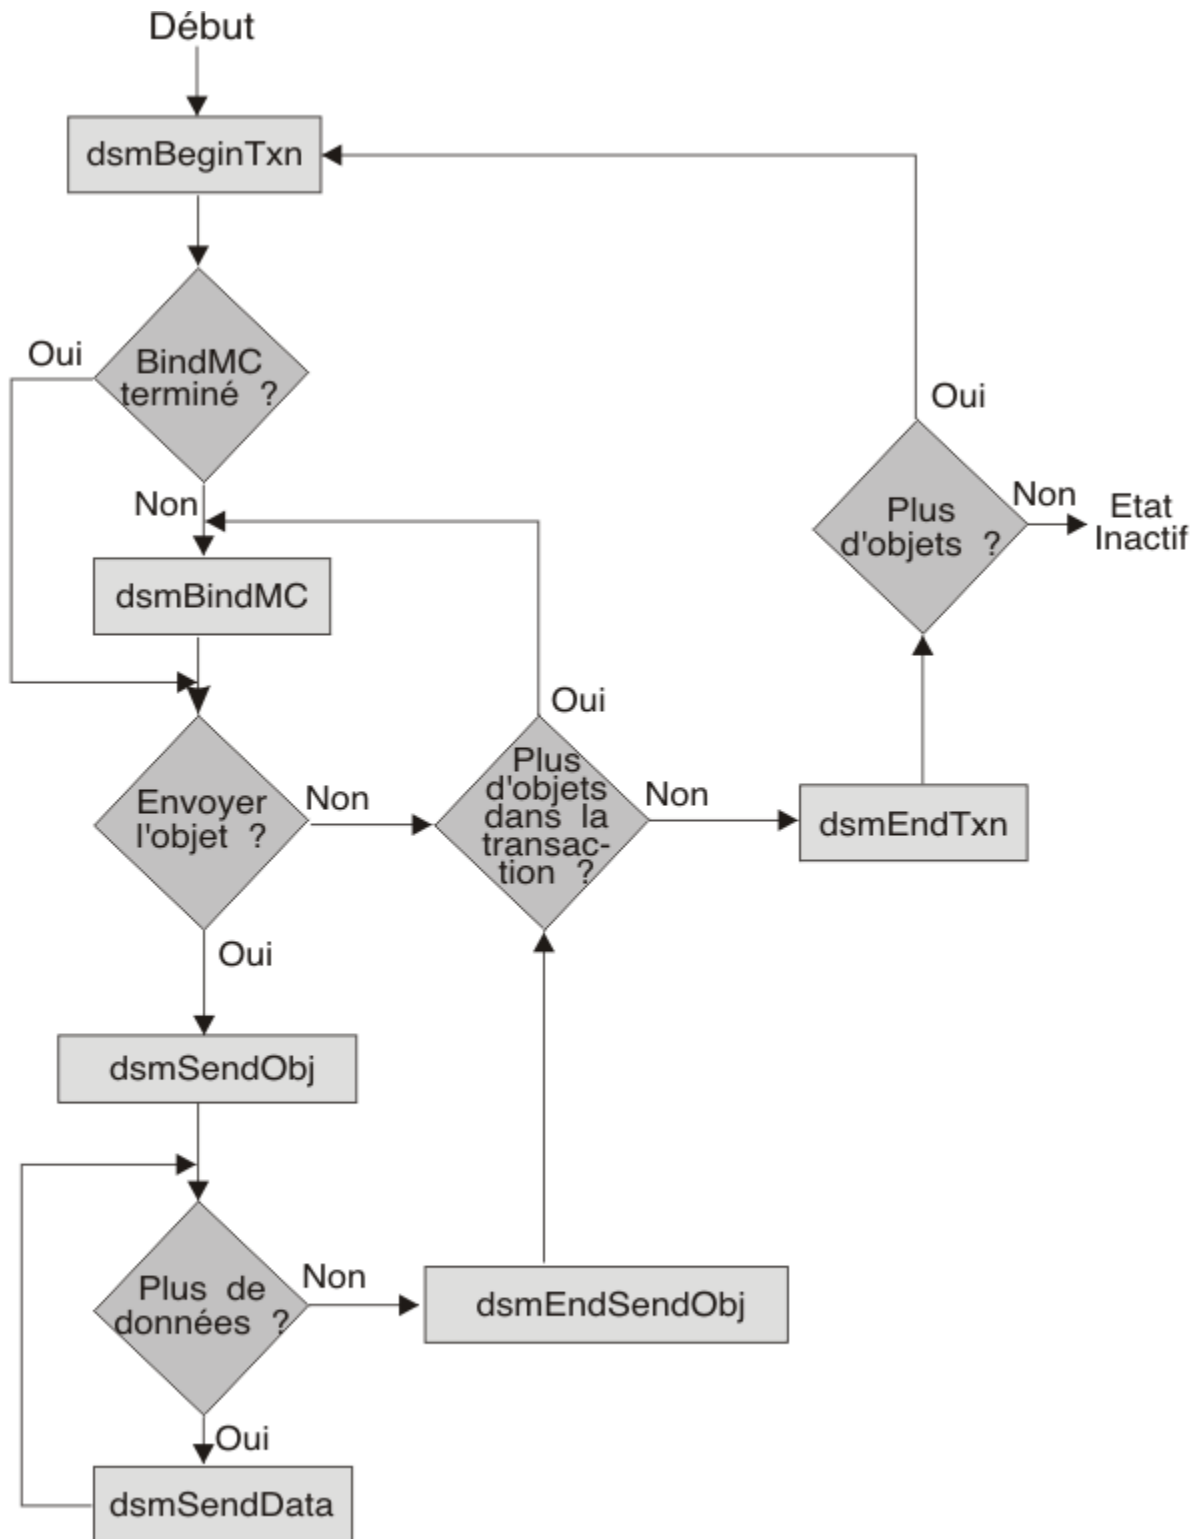 Début
dsmBeginTxn
Oui
BindMC
terminé ?
Non
dsmBindMC
Oui
Plus
d'objets ?
Non
Etat
Inactif
Envoyer
l'objet ?
Non
Oui
Plus
d'objets
dans la
transac-
tion ?
Non
dsmEndTxn
Oui
dsmSendObj
Plus de
données ?
Non
dsmEndSendObj
Oui
dsmSendData